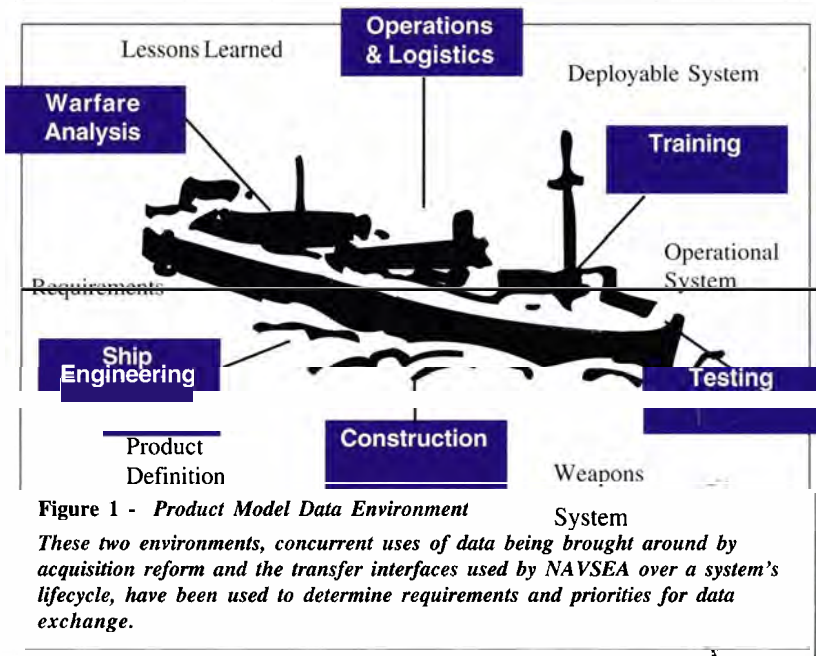 Operations
& Logistics
Lessons Learned
Deployable System
Warfare
Analysis
Training
Operational
System
Requirements
Ship
Engineering
Testing
Construction
Product
Definition
Weapons
System
Figure 1 - Product Model Data Environment
These two environments, concurrent uses of data being brought around by
acquisition reform and the transfer interfaces used by NAVSEA over a system's
lifecycle, have been used to determine requirements and priorities for data
exchange.